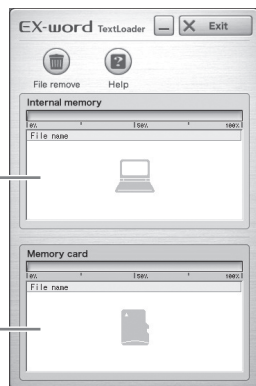 EX-word TextLoader
Exit
File remove
Help
Internal memory
0% 50% 100%
File name
Memory card
0% 50% 100%
File name